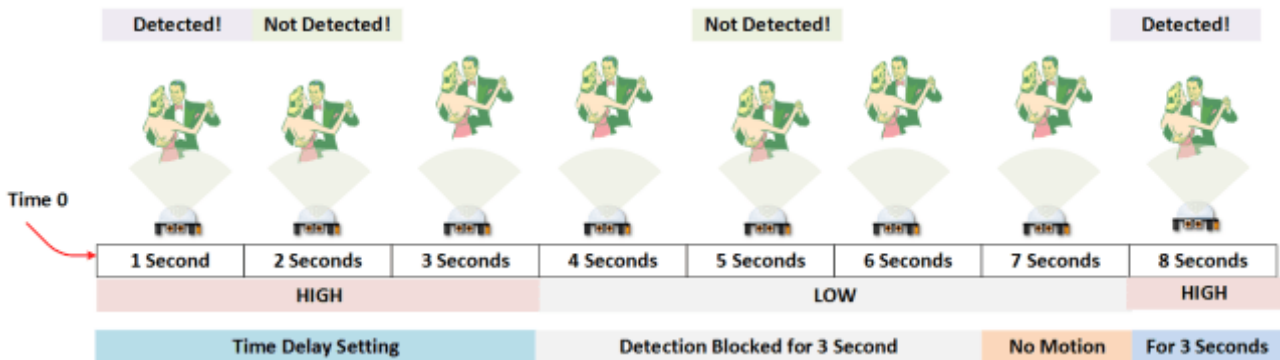 Detected! Not Detected! Not Detected! Detected!
Time 0
1 Second 2 Seconds 3 Seconds 4 Seconds 5 Seconds 6 Seconds 7 Seconds 8 Seconds
HIGH LOW HIGH
Time Delay Setting Detection Blocked for 3 Second No Motion For 3 Seconds